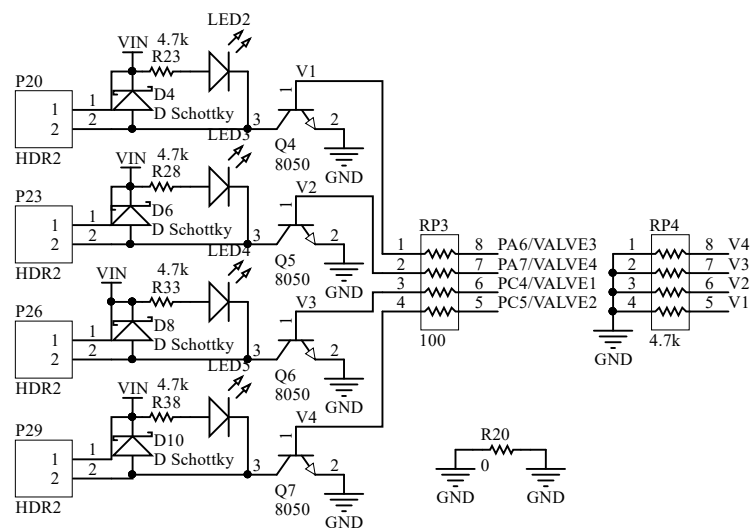 LED2
VIN 4.7k
R23
P20
1
1
2
2
HDR2
D4
D Schottky
3
1
V1
2
Q4
8050
GND
LED3
VIN 4.7k
R28
P23
1
1
2
2
HDR2
D6
D Schottky
3
1
V2
2
Q5
8050
GND
LED4
VIN
4.7k
R33
P26
1
1
2
2
HDR2
D8
D Schottky
3
1
V3
2
Q6
8050
GND
LED5
VIN 4.7k
R38
P29
1
1
2
2
HDR2
D10
D Schottky
3
1
V4
2
Q7
8050
GND
RP3
1 8 PA6/VALVE3
2 7 PA7/VALVE4
3 6 PC4/VALVE1
4 5 PC5/VALVE2
100
RP4
1 8 V4
2 7 V3
3 6 V2
4 5 V1
GND
4.7k
R20
0
GND
GND